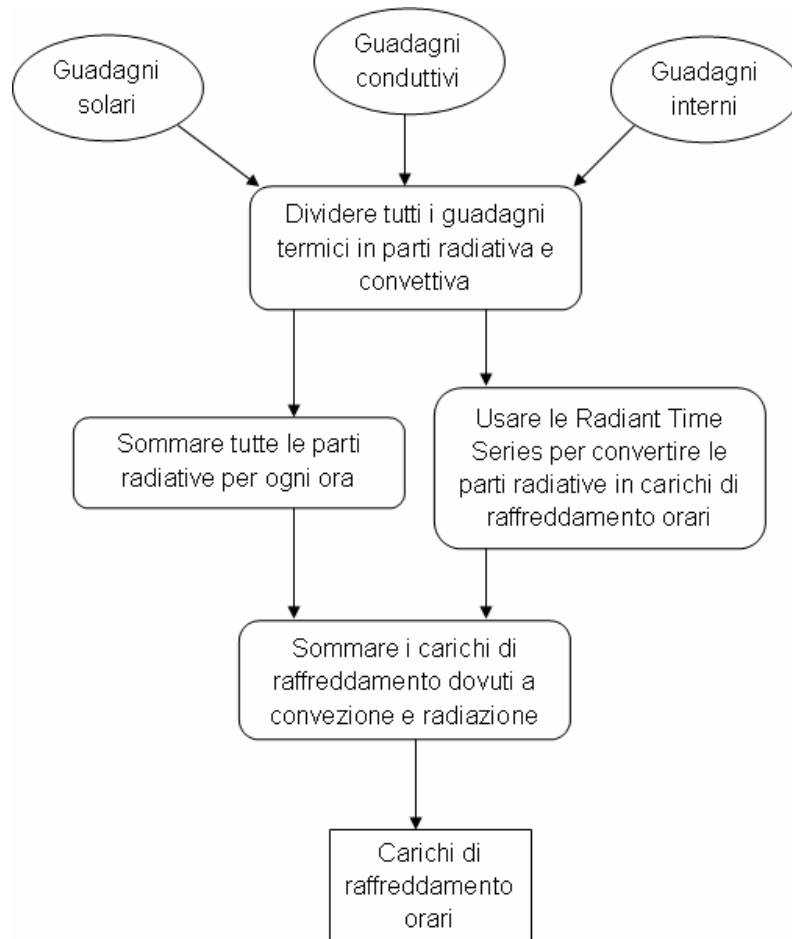 Guadagni
solari
Guadagni
conduttivi
Guadagni
interni
Dividere tutti i guadagni
termici in parti radiativa e
convettiva
Sommare tutte le parti
radiative per ogni ora
Usare le Radiant Time
Series per convertire le
parti radiative in carichi di
raffreddamento orari
Sommare i carichi di
raffreddamento dovuti a
convezione e radiazione
Carichi di
raffreddamento
orari